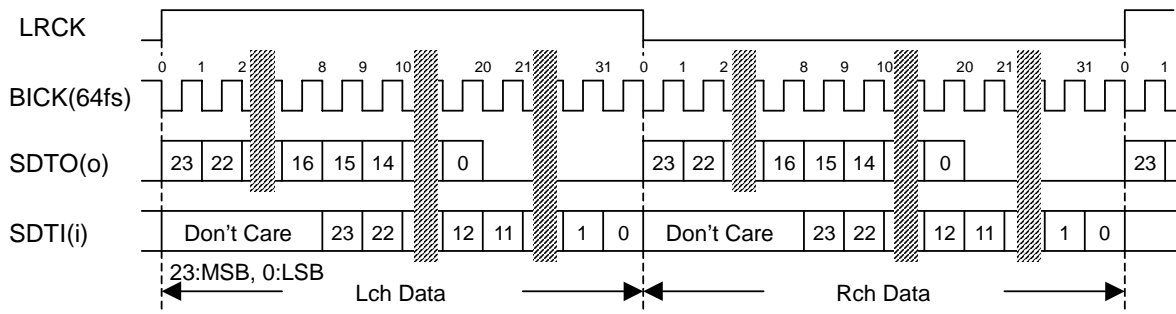 LRCK
0 1 2 8 9 10 20 21 31 0 1 2 8 9 10 20 21 31 0 1
BICK(64fs)
SDTO(o) 23 22 16 15 14 0 23 22 16 15 14 0 23
SDTI(i) Don't Care 23 22 12 11 1 0 Don't Care 23 22 12 11 1 0
23:MSB, 0:LSB
Lch Data Rch Data